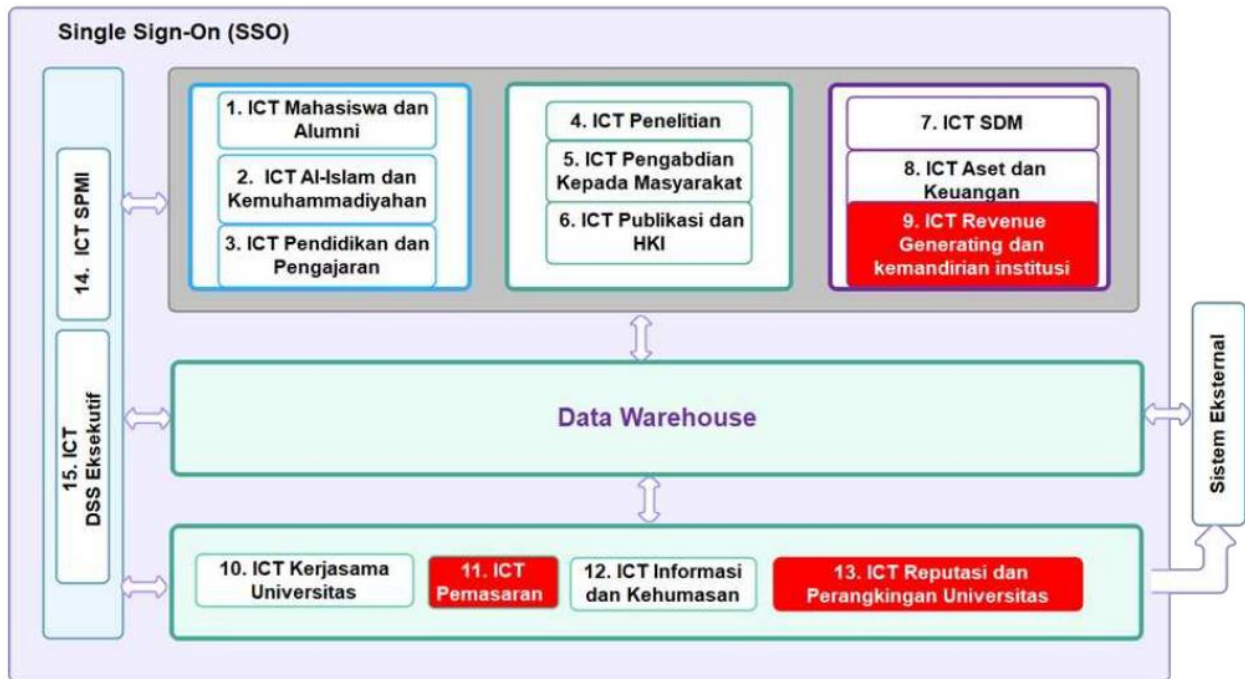 Single Sign-On (SSO)
14. ICT SPMI
15. ICT
DSS Eksekutif
1. ICT Mahasiswa dan
Alumni
2. ICT Al-Islam dan
Kemuhammadiyahan
3. ICT Pendidikan dan
Pengajaran
4. ICT Penelitian
5. ICT Pengabdian
Kepada Masyarakat
6. ICT Publikasi dan
HKI
7. ICT SDM
8. ICT Aset dan
Keuangan
9. ICT Revenue
Generating dan
kemandirian institusi
Data Warehouse
Sistem Eksternal
10. ICT Kerjasama
Universitas
11. ICT
Pemasaran
12. ICT Informasi
dan Kehumasan
13. ICT Reputasi dan
Perangkingan Universitas